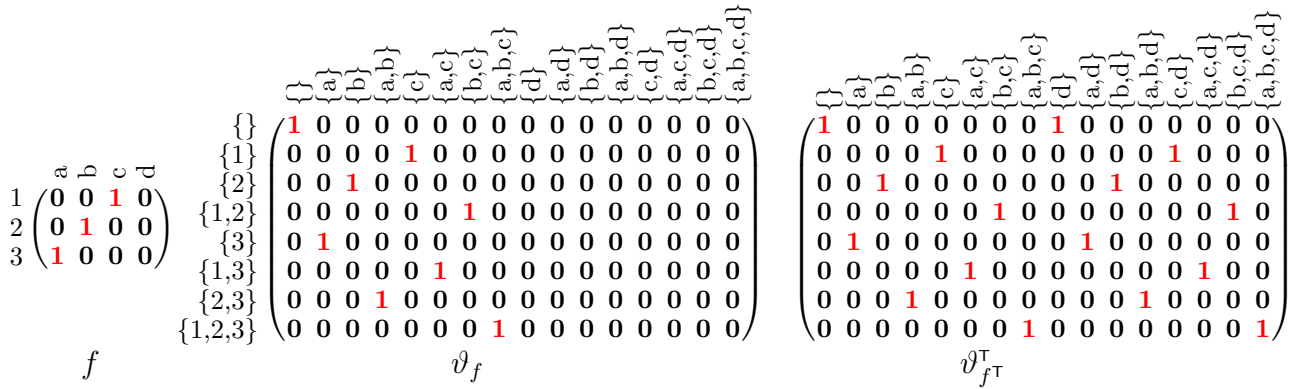 a b c d
1 0 0 1 0
2 0 1 0 0
3 1 0 0 0
f
{} {a} {b} {a,b} {c} {a,c} {b,c} {a,b,c} {d} {a,d} {b,d} {a,b,d} {c,d} {a,c,d} {b,c,d} {a,b,c,d}
{} 1 0 0 0 0 0 0 0 0 0 0 0 0 0 0 0
{1} 0 0 0 0 1 0 0 0 0 0 0 0 0 0 0 0
{2} 0 0 1 0 0 0 0 0 0 0 0 0 0 0 0 0
{1,2} 0 0 0 0 0 0 1 0 0 0 0 0 0 0 0 0
{3} 0 1 0 0 0 0 0 0 0 0 0 0 0 0 0 0
{1,3} 0 0 0 0 0 1 0 0 0 0 0 0 0 0 0 0
{2,3} 0 0 0 1 0 0 0 0 0 0 0 0 0 0 0 0
{1,2,3} 0 0 0 0 0 0 0 1 0 0 0 0 0 0 0 0
ϑ_f
{} {a} {b} {a,b} {c} {a,c} {b,c} {a,b,c} {d} {a,d} {b,d} {a,b,d} {c,d} {a,c,d} {b,c,d} {a,b,c,d}
1 0 0 0 0 0 0 0 1 0 0 0 0 0 0 0
0 0 0 0 1 0 0 0 0 0 0 0 1 0 0 0
0 0 1 0 0 0 0 0 0 0 1 0 0 0 0 0
0 0 0 0 0 0 1 0 0 0 0 0 0 0 1 0
0 1 0 0 0 0 0 0 0 1 0 0 0 0 0 0
0 0 0 0 0 1 0 0 0 0 0 0 0 1 0 0
0 0 0 1 0 0 0 0 0 0 0 1 0 0 0 0
0 0 0 0 0 0 0 1 0 0 0 0 0 0 0 1
ϑ^T_{f^T}